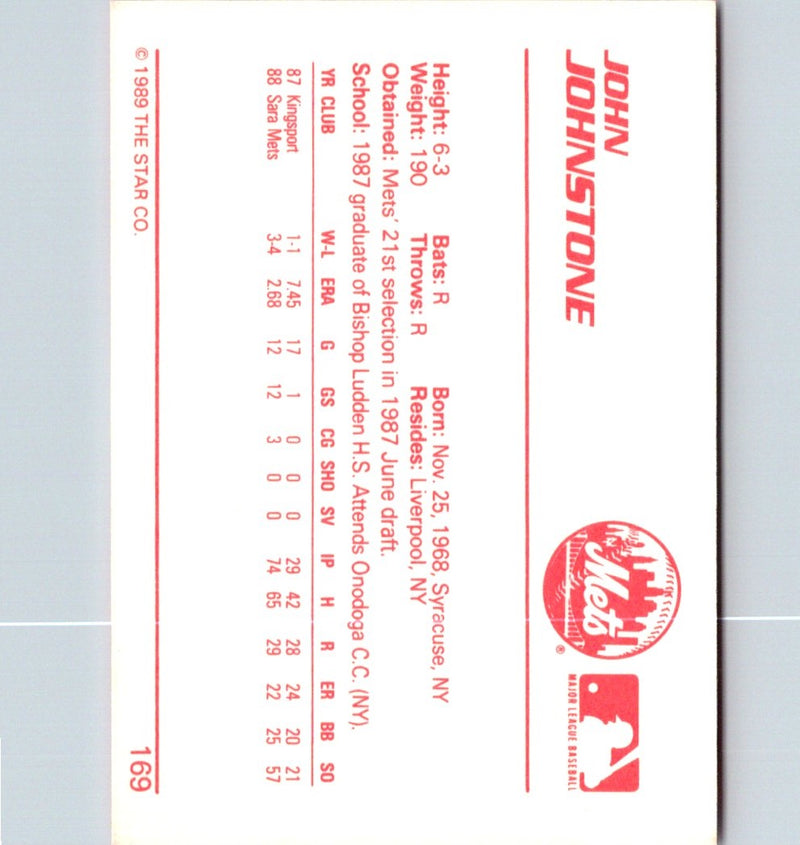 JOHN
JOHNSTONE
Mets ®
MAJOR LEAGUE BASEBALL
Height: 6-3 Bats: R Born: Nov. 25, 1968, Syracuse, NY
Weight: 190 Throws: R Resides: Liverpool, NY
Obtained: Mets' 21st selection in 1987 June draft.
School: 1987 graduate of Bishop Ludden H.S. Attends Onodoga C.C. (NY).
YR CLUB W-L ERA G GS CG SHO SV IP H R ER BB SO
87 Kingsport 1-1 7.45 17 1 0 0 0 29 42 28 24 20 21
88 Sara Mets 3-4 2.68 12 12 3 0 0 74 65 29 22 25 57
© 1989 THE STAR CO. 169